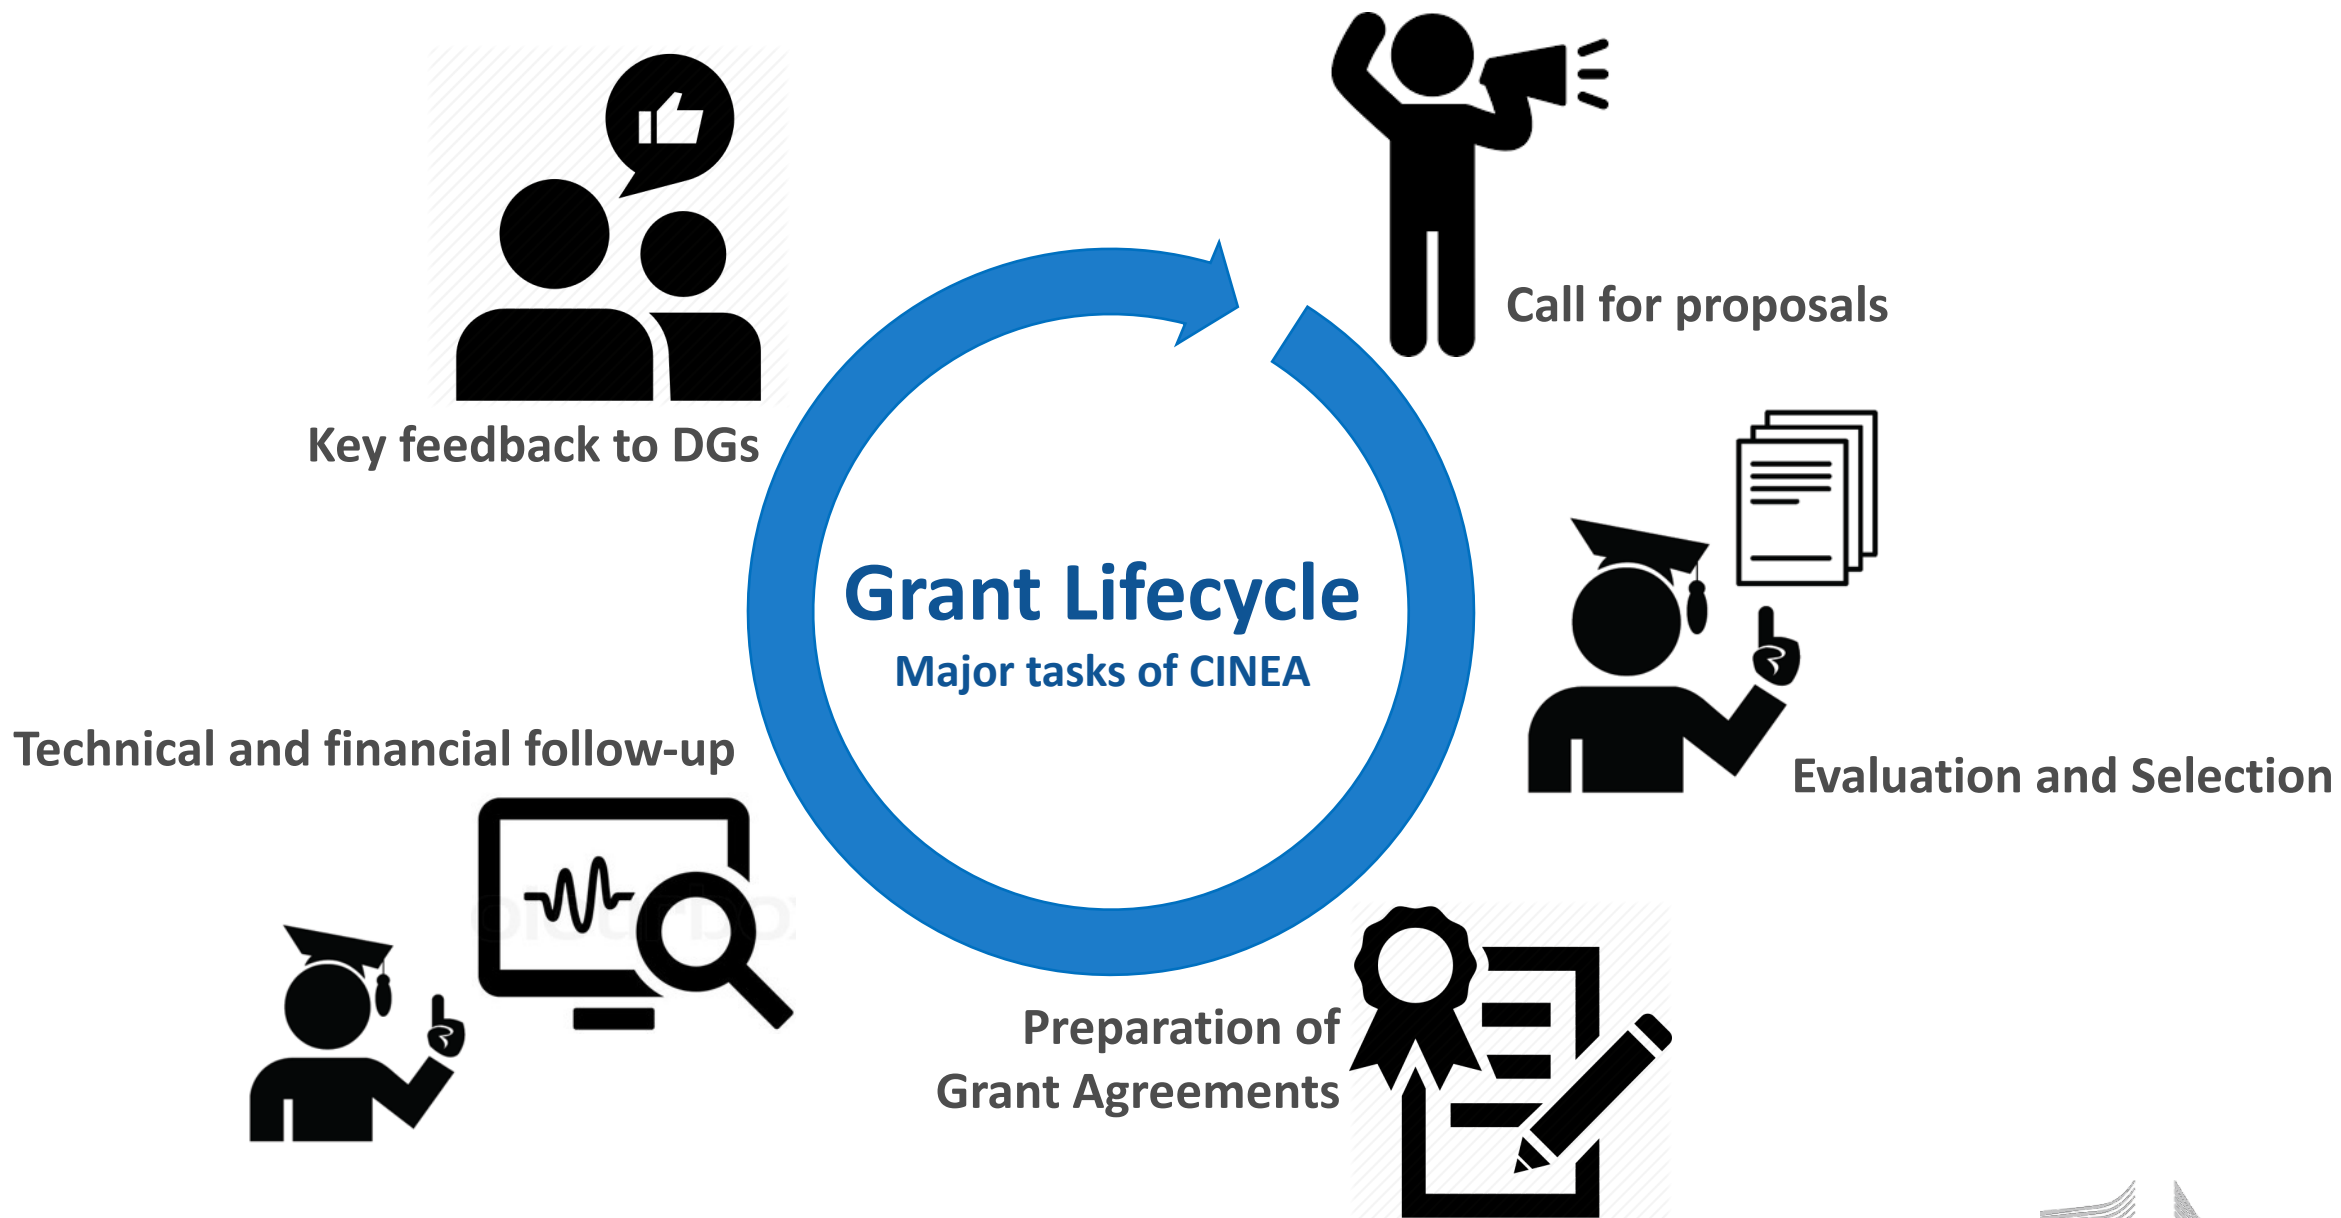 Call for proposals
Key feedback to DGs
Grant Lifecycle
Major tasks of CINEA
Technical and financial follow-up
Evaluation and Selection
Preparation of
Grant Agreements